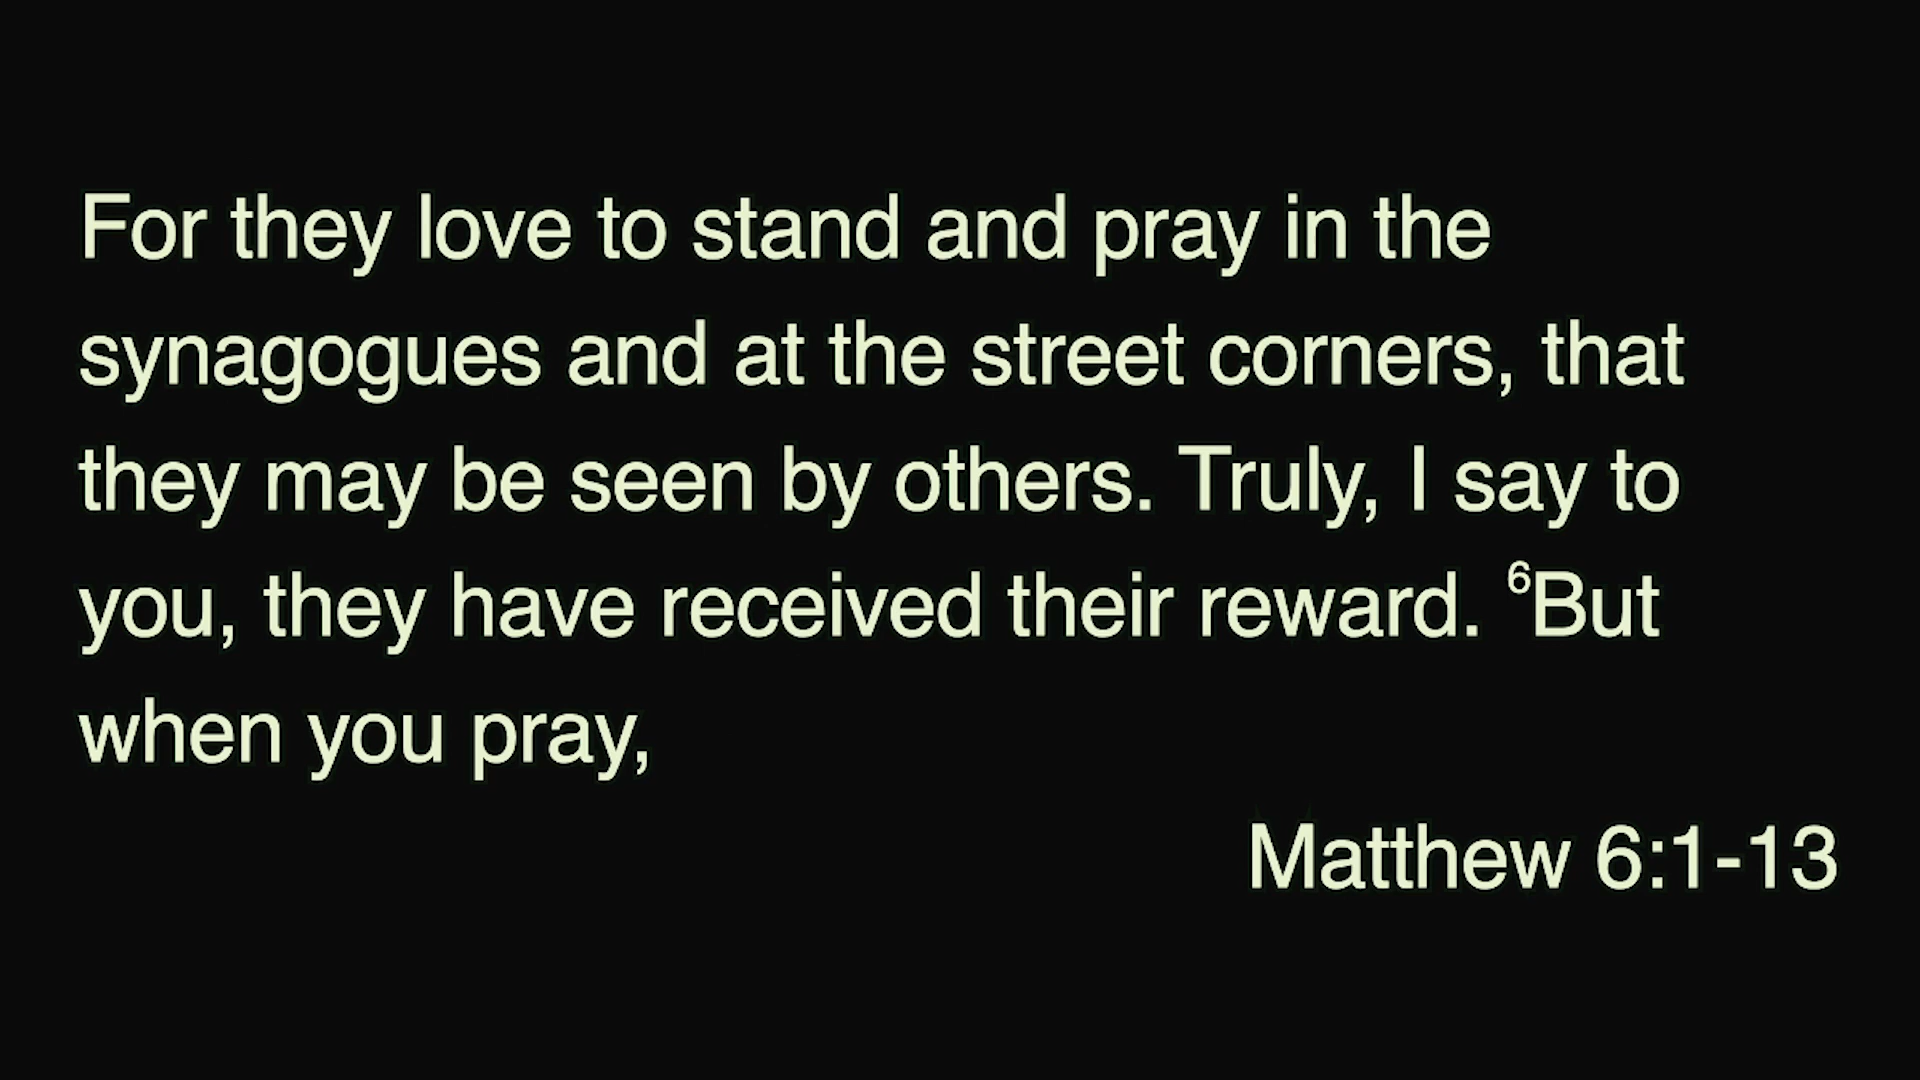 For they love to stand and pray in the
synagogues and at the street corners, that
they may be seen by others. Truly, I say to
you, they have received their reward. ⁶But
when you pray,
Matthew 6:1-13